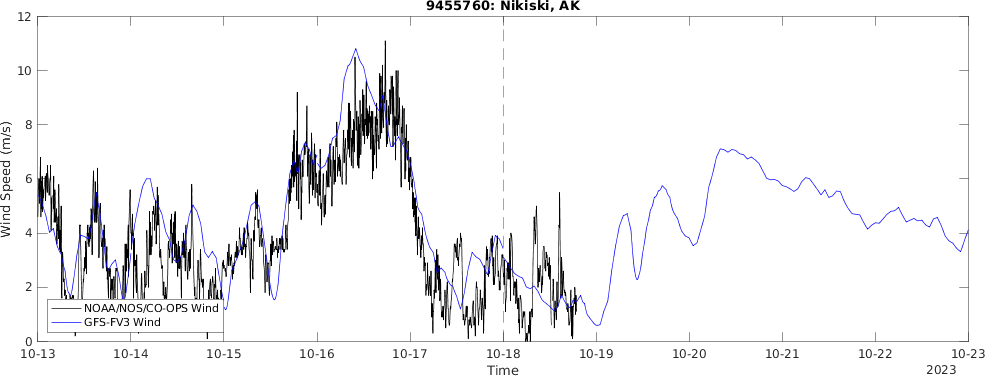 9455760: Nikiski, AK
12
10
8
6
4
2
0
Wind Speed (m/s)
NOAA/NOS/CO-OPS Wind
GFS-FV3 Wind
10-13 10-14 10-15 10-16 10-17 10-18 10-19 10-20 10-21 10-22 10-23
Time
2023